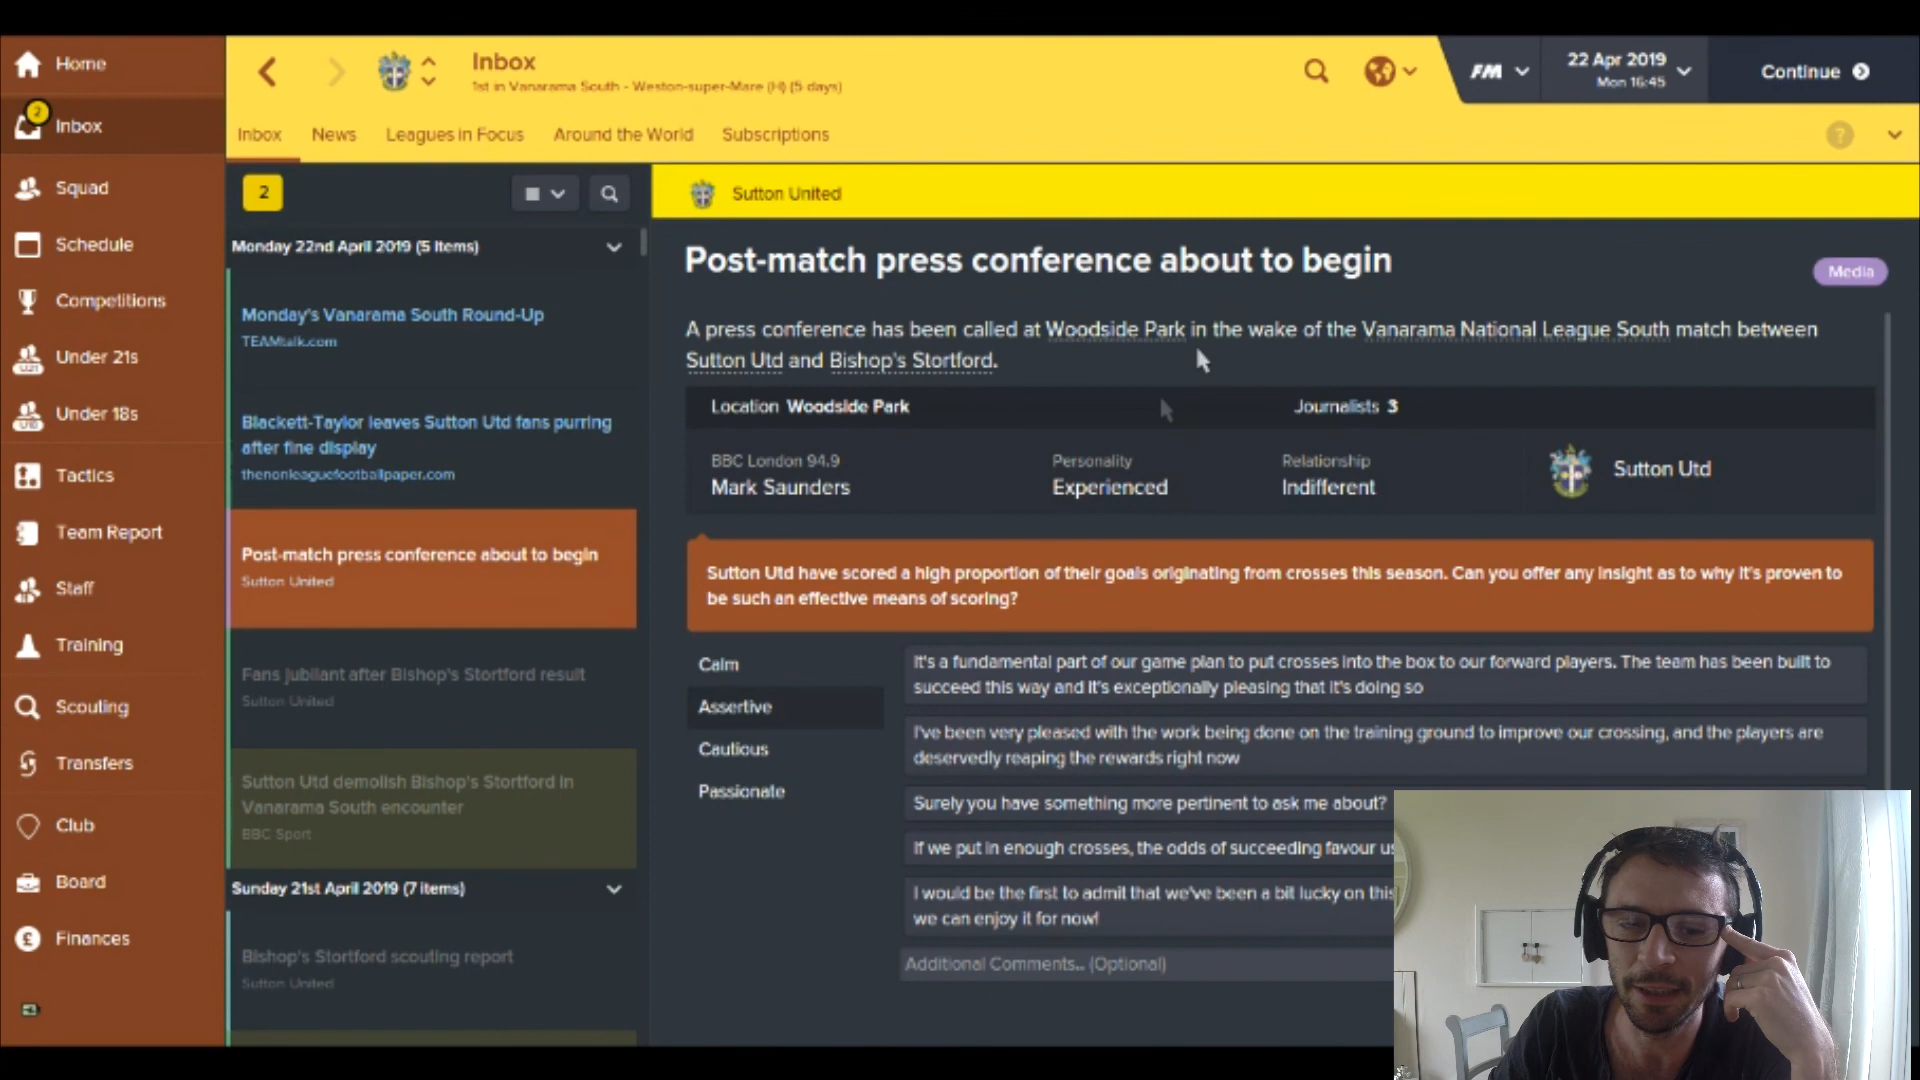 Home
2
Inbox
Squad
Schedule
Competitions
Under 21s
Under 18s
Tactics
Team Report
Staff
Training
Scouting
Transfers
Club
Board
Finances
Inbox
1st in Vanarama South - Weston-super-Mare (H) (5 days)
FM
22 Apr 2019
Mon 16:45
Continue
Inbox
News
Leagues in Focus
Around the World
Subscriptions
?
2
Monday 22nd April 2019 (5 items)
Monday's Vanarama South Round-Up
TEAMtalk.com
Blackett-Taylor leaves Sutton Utd fans purring
after fine display
thenonleaguefootballpaper.com
Post-match press conference about to begin
Sutton United
Fans jubilant after Bishop's Stortford result
Sutton United
Sutton Utd demolish Bishop's Stortford in
Vanarama South encounter
BBC Sport
Sunday 21st April 2019 (7 items)
Bishop's Stortford scouting report
Sutton United
Sutton United
Post-match press conference about to begin
Media
A press conference has been called at Woodside Park in the wake of the Vanarama National League South match between
Sutton Utd and Bishop's Stortford.
Location Woodside Park
Journalists 3
BBC London 94.9
Mark Saunders
Personality
Experienced
Relationship
Indifferent
Sutton Utd
Sutton Utd have scored a high proportion of their goals originating from crosses this season. Can you offer any insight as to why it's proven to
be such an effective means of scoring?
Calm
Assertive
Cautious
Passionate
It's a fundamental part of our game plan to put crosses into the box to our forward players. The team has been built to
succeed this way and it's exceptionally pleasing that it's doing so
I've been very pleased with the work being done on the training ground to improve our crossing, and the players are
deservedly reaping the rewards right now
Surely you have something more pertinent to ask me about?
If we put in enough crosses, the odds of succeeding favour us
I would be the first to admit that we've been a bit lucky on this
we can enjoy it for now!
Additional Comments... (Optional)